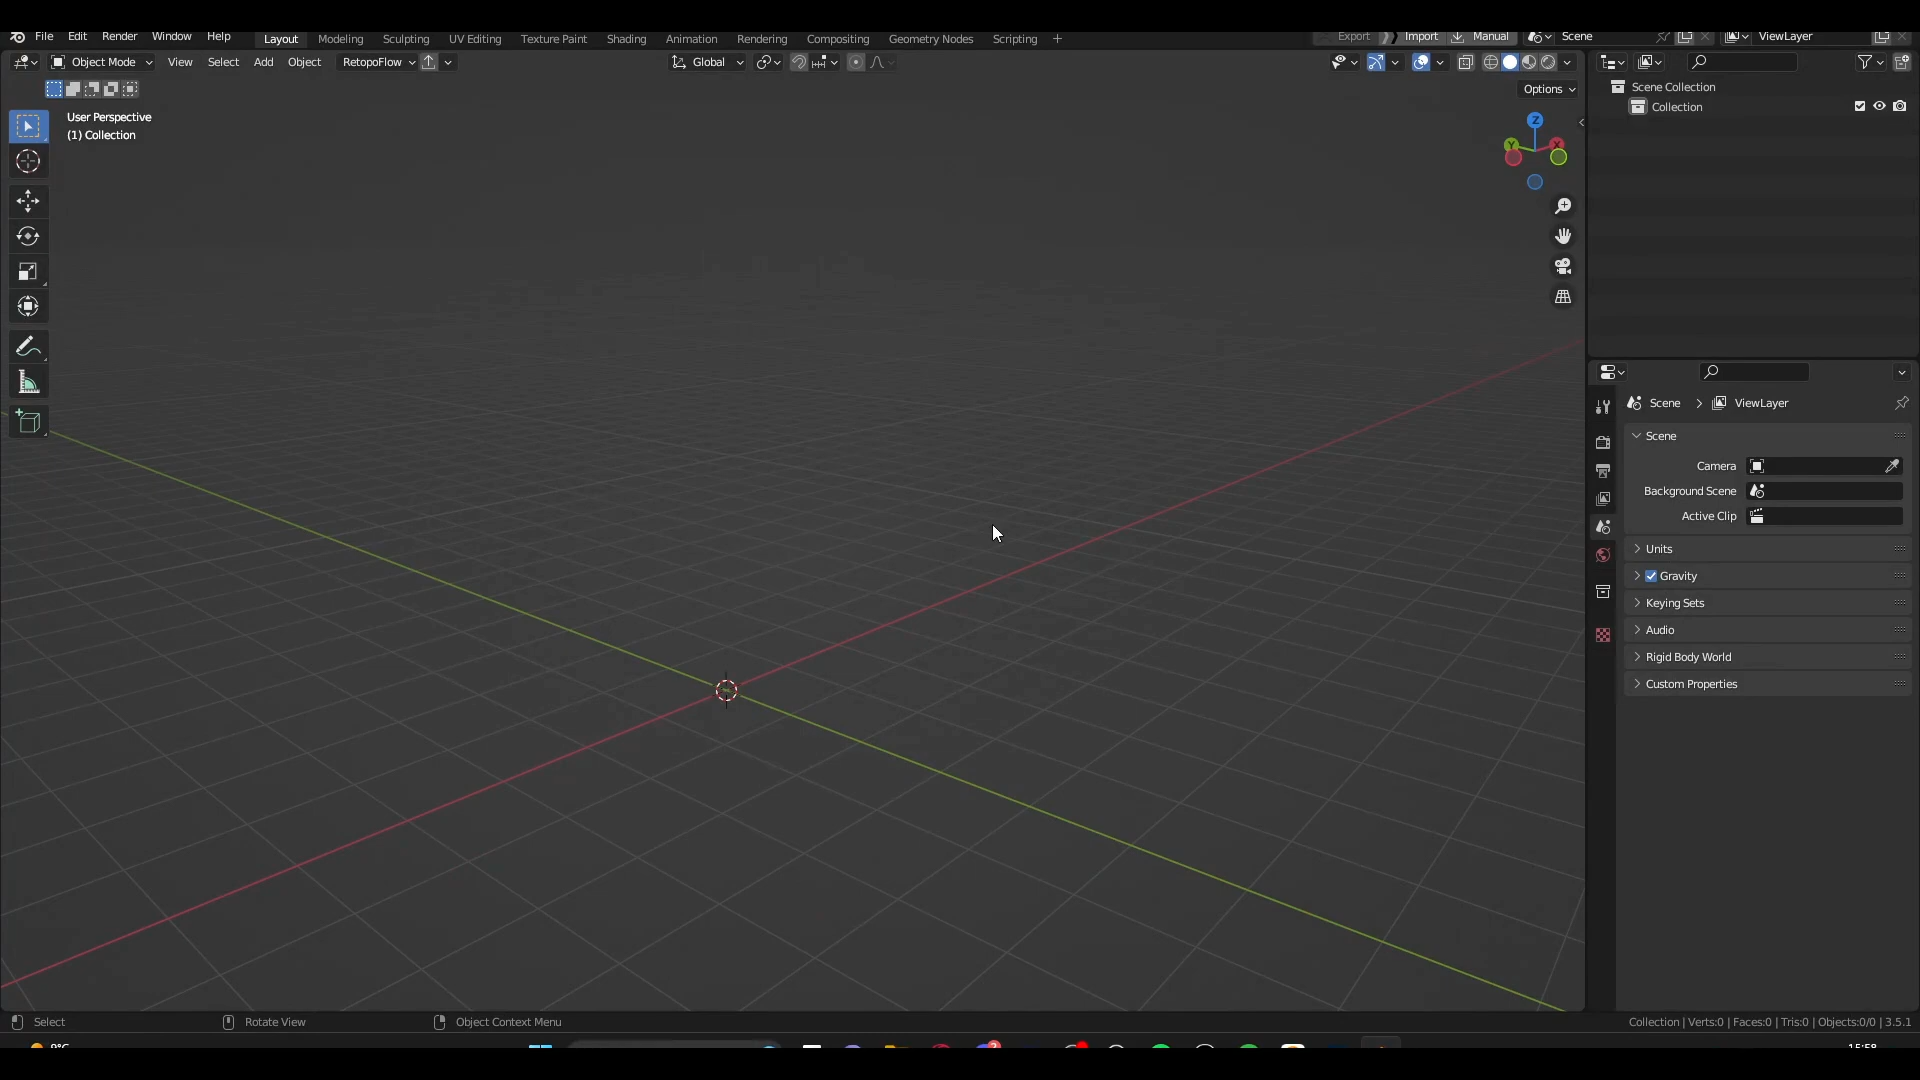 File Edit Render Window Help Layout Modeling Sculpting UV Editing Texture Paint Shading Animation Rendering Compositing Geometry Nodes Scripting + Export Import Manual Scene ViewLayer
Object Mode View Select Add Object RetopoFlow Global
Options
User Perspective
(1) Collection
Z
Y X
Scene Collection
Collection
Scene > ViewLayer
Scene
Camera
Background Scene
Active Clip
Units
Gravity
Keying Sets
Audio
Rigid Body World
Custom Properties
Select Rotate View Object Context Menu Collection | Verts:0 | Faces:0 | Tris:0 | Objects:0/0 | 3.5.1